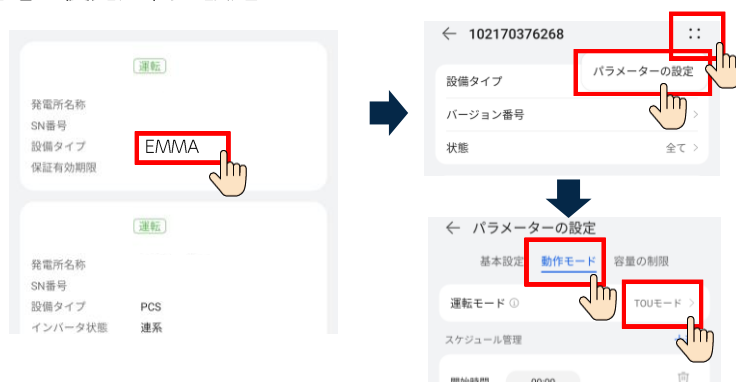 運転
発電所名称
SN番号
設備タイプ EMMA
保証有効期限
運転
発電所名称
SN番号
設備タイプ PCS
インバータ状態 連系
← 102170376268
パラメーターの設定
設備タイプ
バージョン番号 >
状態 全て >
← パラメーターの設定
基本設定 動作モード 容量の制限
運転モード TOUモード >
スケジュール管理